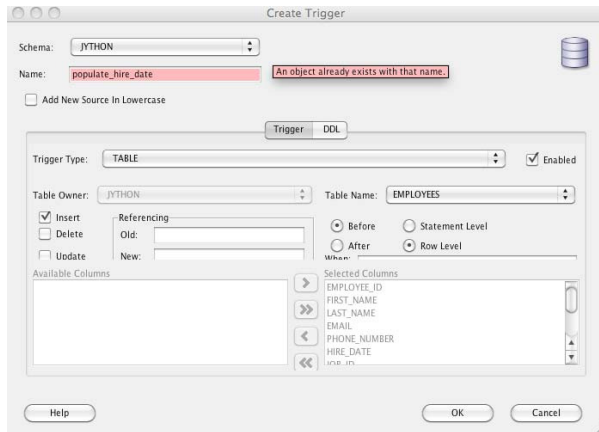 Create Trigger
Schema: JYTHON
Name: populate_hire_date An object already exists with that name.
Add New Source In Lowercase
Trigger DDL
Trigger Type: TABLE Enabled
Table Owner: JYTHON Table Name: EMPLOYEES
Insert Referencing Before Statement Level
Delete Old: After Row Level
Update New: When:
Available Columns Selected Columns
EMPLOYEE_ID
FIRST_NAME
LAST_NAME
EMAIL
PHONE_NUMBER
HIRE_DATE
JOB_ID
Help OK Cancel